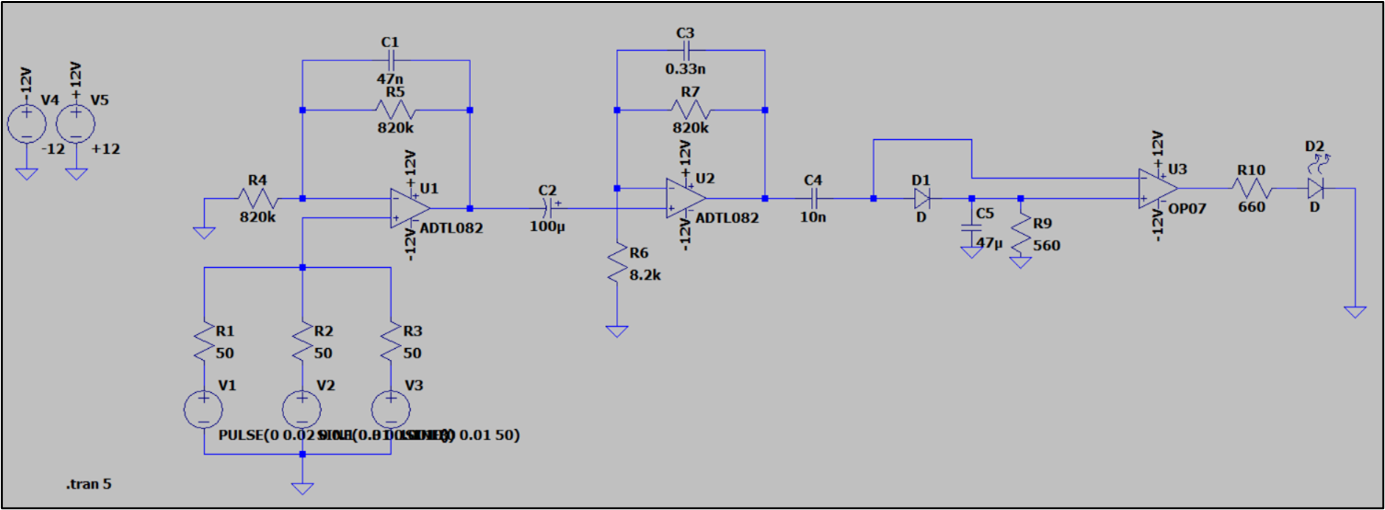 -12V
V4
-12
+12V
V5
+12
C1
47n
R5
820k
R4
820k
+12V
U1
ADTL082
-12V
C2
100µ
C3
0.33n
R7
820k
+12V
U2
ADTL082
-12V
R6
8.2k
C4
10n
D1
D
C5
47µ
R9
560
+12V
U3
OP07
-12V
R10
660
D2
D
R1
50
R2
50
R3
50
V1
V2
V3
PULSE(0 0.02 0.01 50)
.tran 5